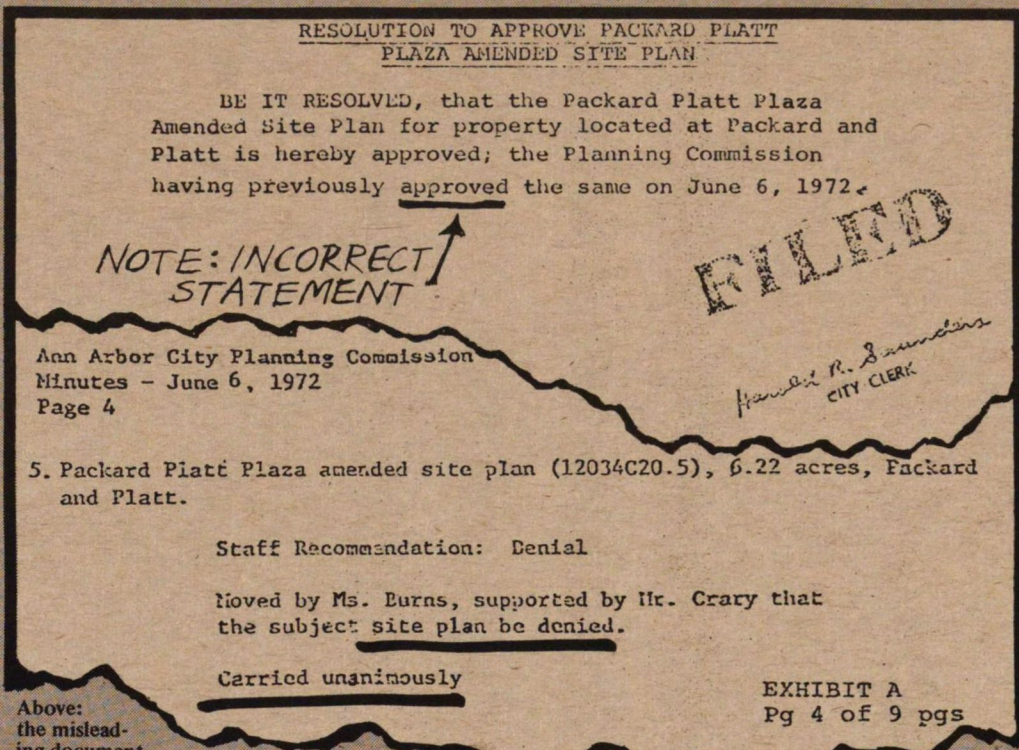 RESOLUTION TO APPROVE PACKARD PLATT
PLAZA AMENDED SITE PLAN
BE IT RESOLVED, that the Packard Platt Plaza
Amended Site Plan for property located at Packard and
Platt is hereby approved; the Planning Commission
having previously approved the same on June 6, 1972.
NOTE: INCORRECT
STATEMENT
FILED
Harold R. Saunders
CITY CLERK
Ann Arbor City Planning Commission
Minutes - June 6, 1972
Page 4
5. Packard Platt Plaza amended site plan (12034C20.5), 6.22 acres, Packard
and Platt.
Staff Recommendation: Denial
Moved by Ms. Burns, supported by Mr. Crary that
the subject site plan be denied.
Carried unanimously
EXHIBIT A
Pg 4 of 9 pgs
Above:
the mislead-
ing document